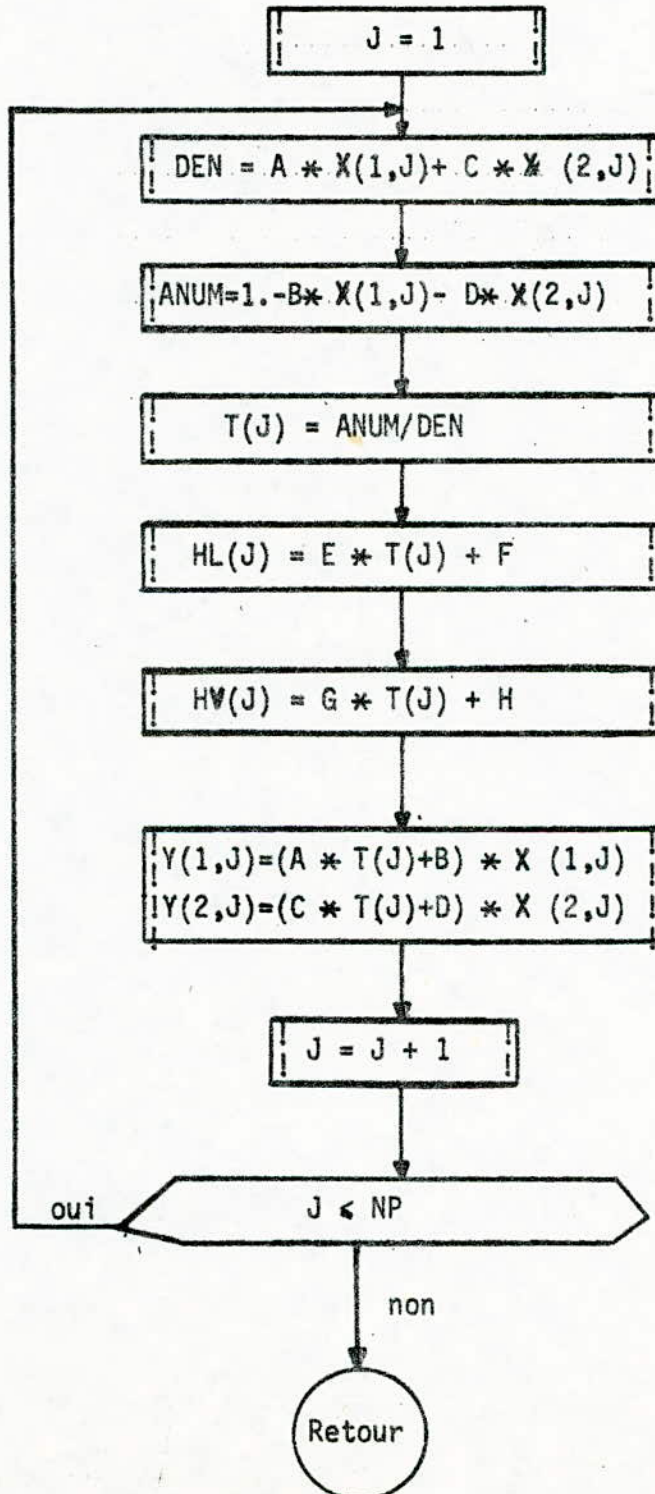 J = 1
DEN = A * X(1,J)+ C * X (2,J)
ANUM=1.-B* X(1,J)- D* X(2,J)
T(J) = ANUM/DEN
HL(J) = E * T(J) + F
HV(J) = G * T(J) + H
Y(1,J)=(A * T(J)+B) * X (1,J)
Y(2,J)=(C * T(J)+D) * X (2,J)
J = J + 1
J ⩽ NP
oui
non
Retour